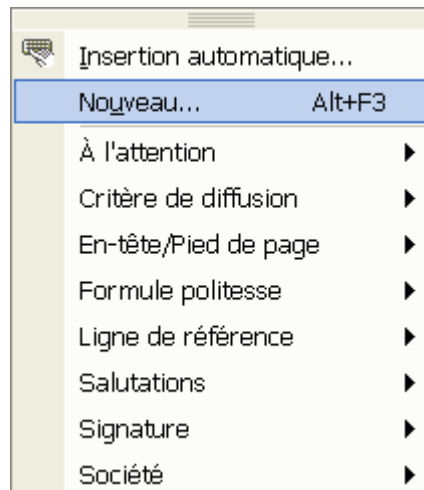 Insertion automatique...
Nouveau... Alt+F3
À l'attention
Critère de diffusion
En-tête/Pied de page
Formule politesse
Ligne de référence
Salutations
Signature
Société